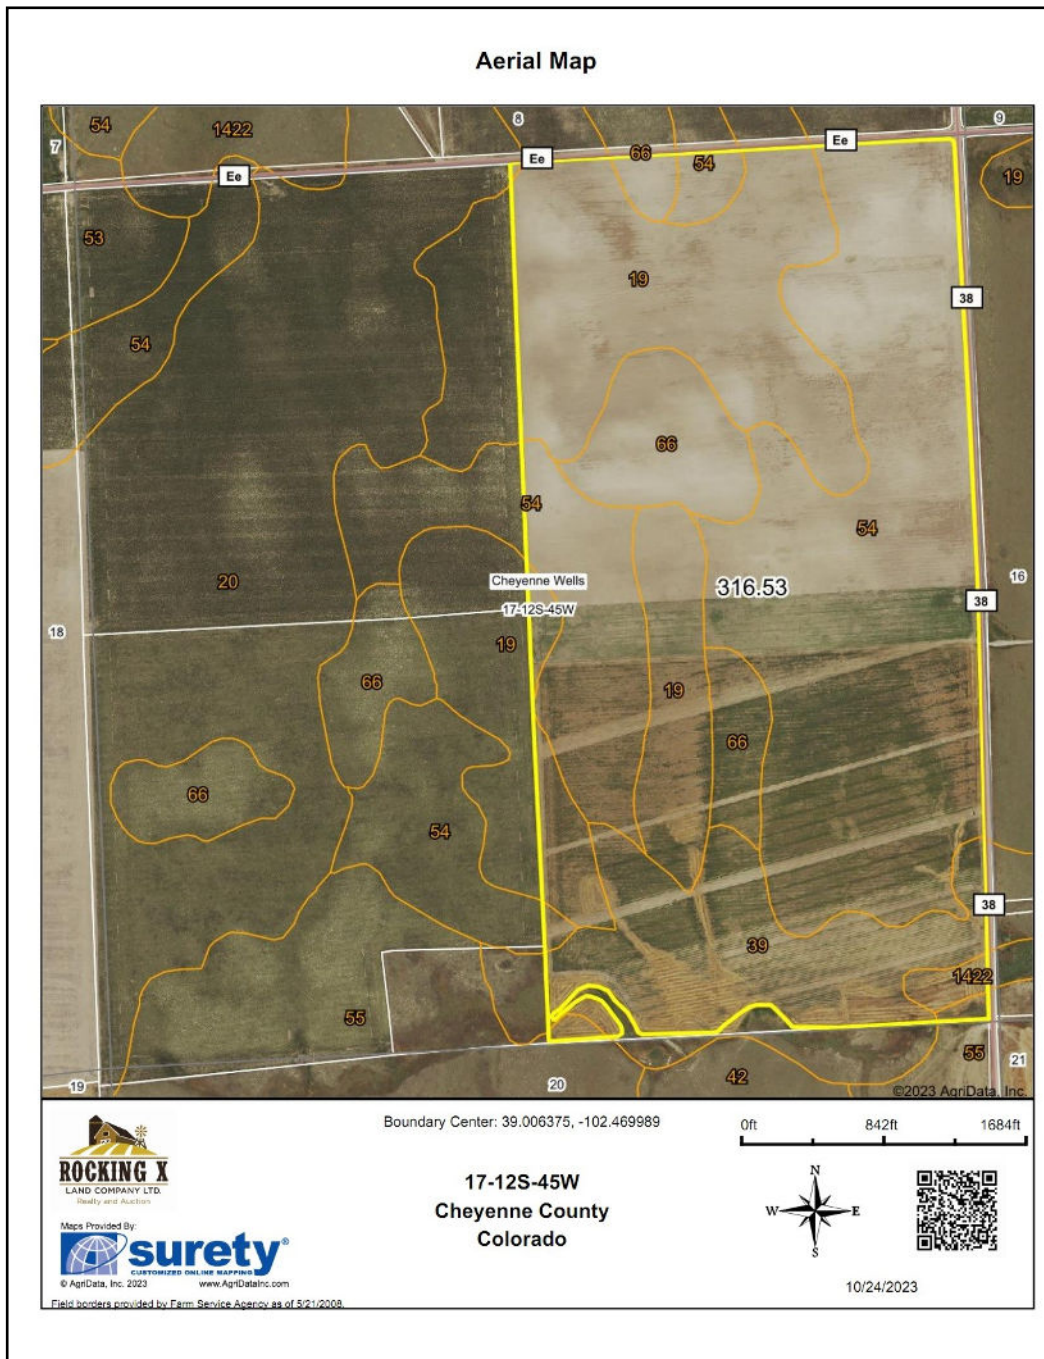 Aerial Map
54
1422
8
9
7
Ee
Ee
Ee
66
54
19
53
19
38
54
66
54
54
20
Cheyenne Wells
17-12S-45W
316.53
16
38
18
19
66
19
66
66
54
38
39
1422
55
55
42
19
20
21
©2023 AgriData, Inc.
ROCKING X
LAND COMPANY LTD.
Realty and Auction
Maps Provided By:
surety®
CUSTOMIZED ONLINE MAPPING
© AgriData, Inc. 2023 www.AgriDataInc.com
Field borders provided by Farm Service Agency as of 5/21/2008.
Boundary Center: 39.006375, -102.469989
17-12S-45W
Cheyenne County
Colorado
0ft 842ft 1684ft
N
W E
S
10/24/2023